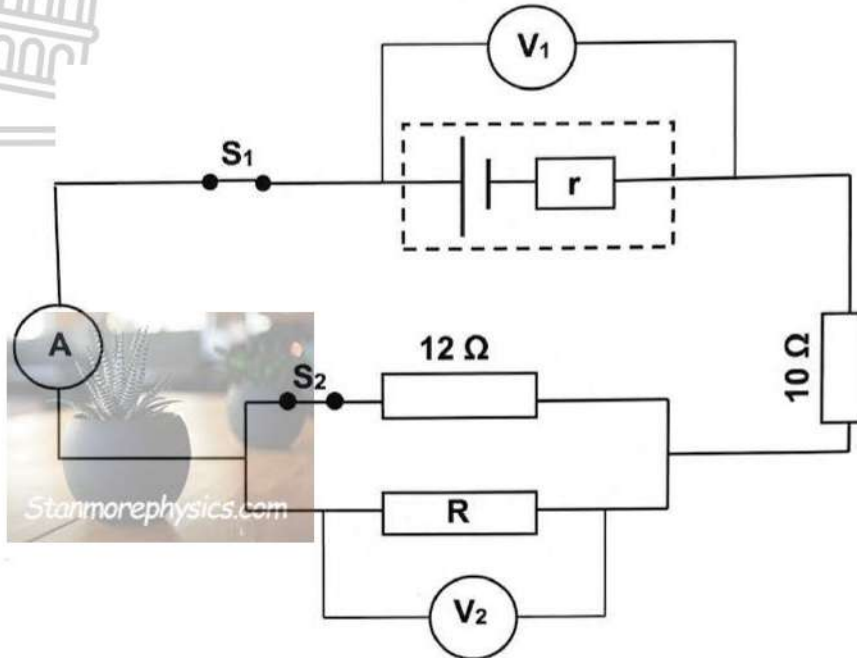 V₁
S₁
r
A
12 Ω
S₂
10 Ω
R
Stanmorephysics.com
V₂